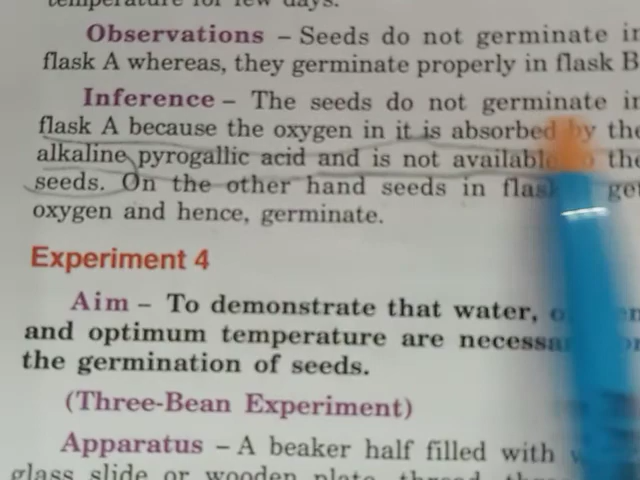 temperature for few days.
Observations – Seeds do not germinate in
flask A whereas, they germinate properly in flask B
Inference – The seeds do not germinate in
flask A because the oxygen in it is absorbed by the
alkaline pyrogallic acid and is not available the
seeds. On the other hand seeds in flask get
oxygen and hence, germinate.
Experiment 4
Aim – To demonstrate that water,
and optimum temperature are
the germination of seeds.
(Three-Bean Experiment)
Apparatus – A beaker half filled with
glass slide or wooden plate, thread,